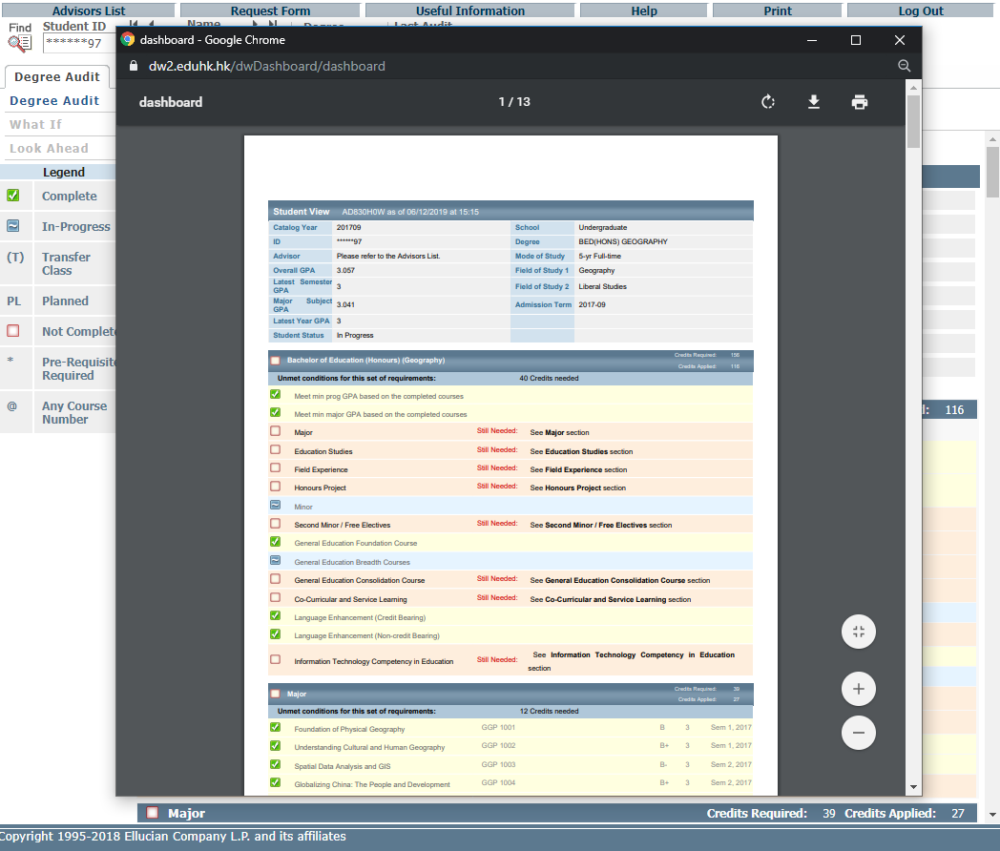 Advisors List
Request Form
Useful Information
Help
Print
Log Out
Find
Student ID
Name
Degree
Last Audit
******97
dashboard - Google Chrome
dw2.eduhk.hk/dwDashboard/dashboard
dashboard
1 / 13
Degree Audit
Degree Audit
What If
Look Ahead
Legend
Complete
In-Progress
(T) Transfer
Class
PL Planned
Not Complete
* Pre-Requisite
Required
@ Any Course
Number
Student View AD830H0W as of 06/12/2019 at 15:15
Catalog Year 201709 School Undergraduate
ID ******97 Degree BED(HONS) GEOGRAPHY
Advisor Please refer to the Advisors List. Mode of Study 5-yr Full-time
Overall GPA 3.057 Field of Study 1 Geography
Latest Semester
GPA 3 Field of Study 2 Liberal Studies
Major Subject
GPA 3.041 Admission Term 2017-09
Latest Year GPA 3
Student Status In Progress
Bachelor of Education (Honours) (Geography) Credits Required: 156
Credits Applied: 116
Unmet conditions for this set of requirements: 40 Credits needed
Meet min prog GPA based on the completed courses
Meet min major GPA based on the completed courses
Major Still Needed: See Major section
Education Studies Still Needed: See Education Studies section
Field Experience Still Needed: See Field Experience section
Honours Project Still Needed: See Honours Project section
Minor
Second Minor / Free Electives Still Needed: See Second Minor / Free Electives section
General Education Foundation Course
General Education Breadth Courses
General Education Consolidation Course Still Needed: See General Education Consolidation Course section
Co-Curricular and Service Learning Still Needed: See Co-Curricular and Service Learning section
Language Enhancement (Credit Bearing)
Language Enhancement (Non-credit Bearing)
Information Technology Competency in Education Still Needed: See Information Technology Competency in Education
section
Major Credits Required: 39
Credits Applied: 27
Unmet conditions for this set of requirements: 12 Credits needed
Foundation of Physical Geography GGP 1001 B 3 Sem 1, 2017
Understanding Cultural and Human Geography GGP 1002 B+ 3 Sem 1, 2017
Spatial Data Analysis and GIS GGP 1003 B- 3 Sem 2, 2017
Globalizing China: The People and Development GGP 1004 B+ 3 Sem 2, 2017
116
Major Credits Required: 39 Credits Applied: 27
Copyright 1995-2018 Ellucian Company L.P. and its affiliates